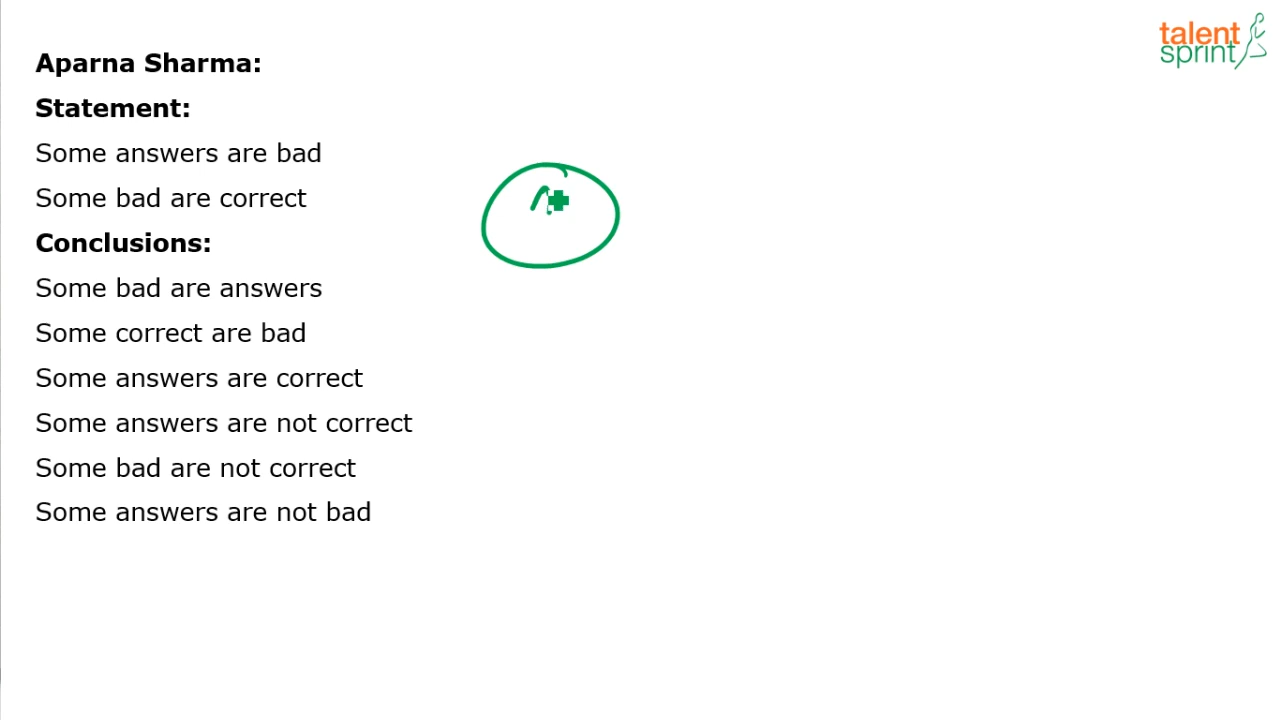 talent
sprint
Aparna Sharma:
Statement:
Some answers are bad
Some bad are correct
Conclusions:
Some bad are answers
Some correct are bad
Some answers are correct
Some answers are not correct
Some bad are not correct
Some answers are not bad